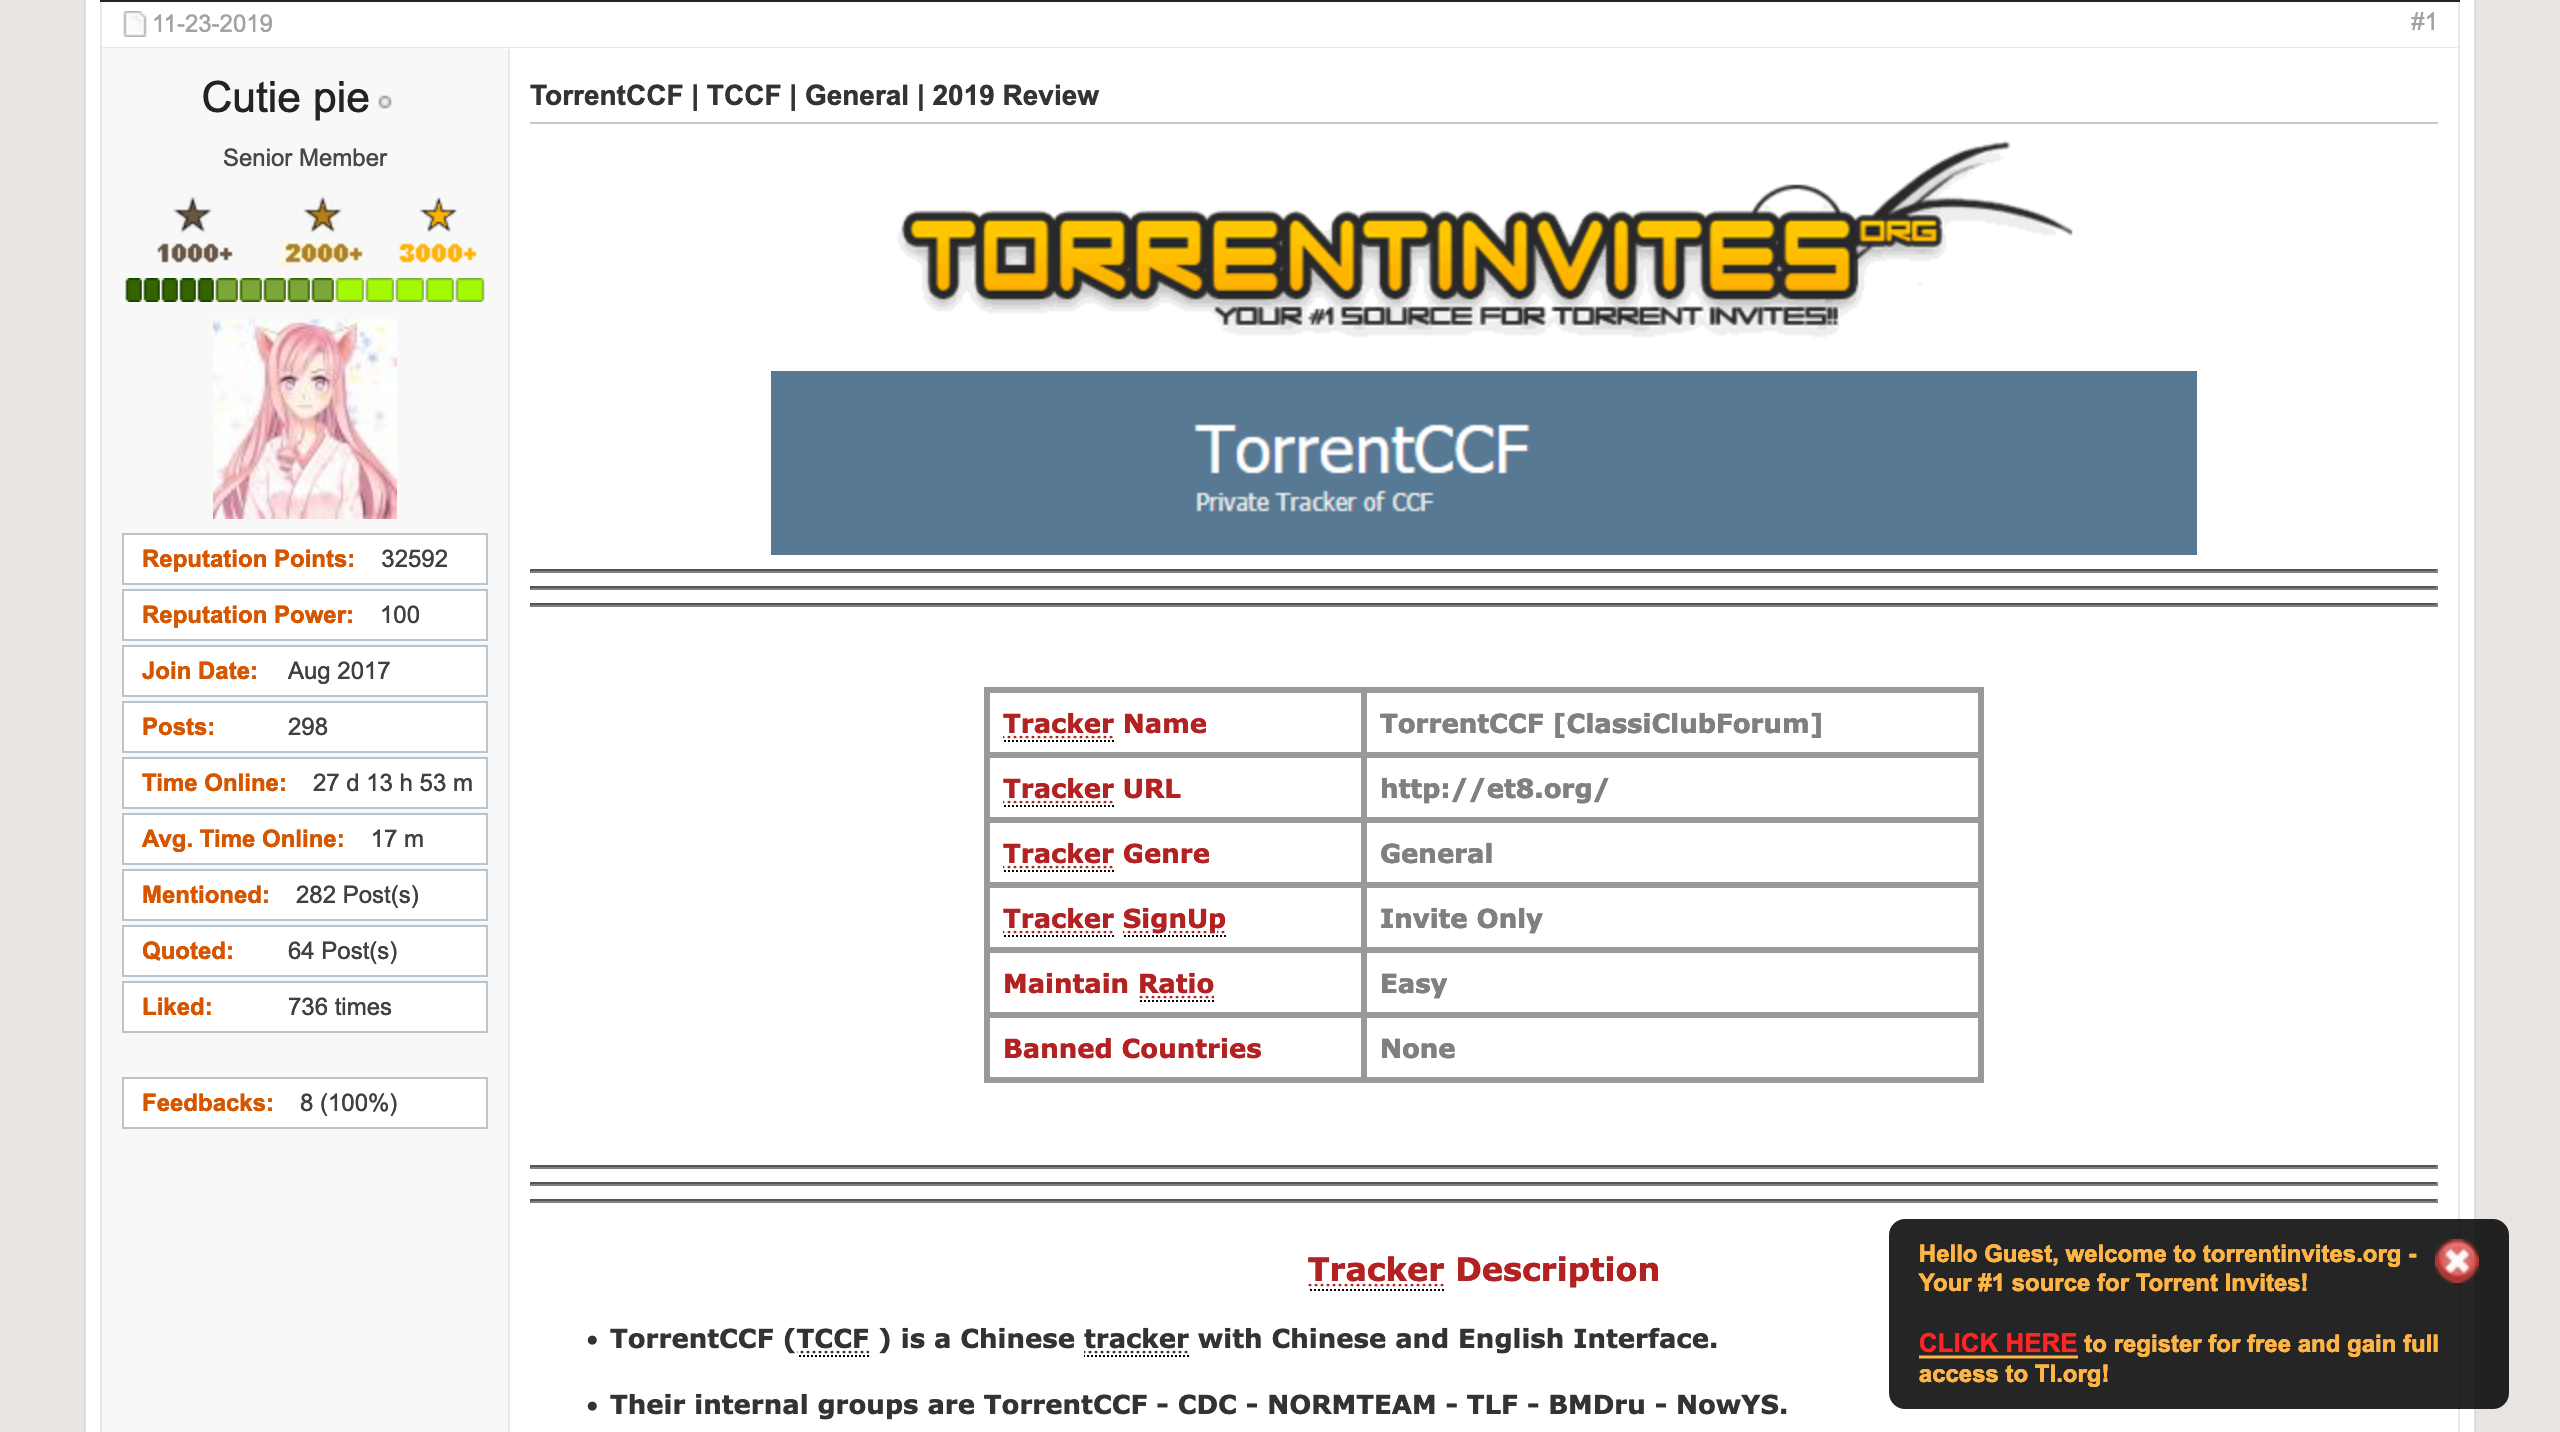 11-23-2019
#1
Cutie pie
Senior Member
1000+ 2000+ 3000+
Reputation Points: 32592
Reputation Power: 100
Join Date: Aug 2017
Posts: 298
Time Online: 27 d 13 h 53 m
Avg. Time Online: 17 m
Mentioned: 282 Post(s)
Quoted: 64 Post(s)
Liked: 736 times
Feedbacks: 8 (100%)
TorrentCCF | TCCF | General | 2019 Review
TORRENTINVITES ORG
YOUR #1 SOURCE FOR TORRENT INVITES!!
TorrentCCF
Private Tracker of CCF
Tracker Name TorrentCCF [ClassiClubForum]
Tracker URL http://et8.org/
Tracker Genre General
Tracker SignUp Invite Only
Maintain Ratio Easy
Banned Countries None
Tracker Description
• TorrentCCF (TCCF ) is a Chinese tracker with Chinese and English Interface.
• Their internal groups are TorrentCCF - CDC - NORMTEAM - TLF - BMDru - NowYS.
Hello Guest, welcome to torrentinvites.org -
Your #1 source for Torrent Invites!
CLICK HERE to register for free and gain full
access to TI.org!